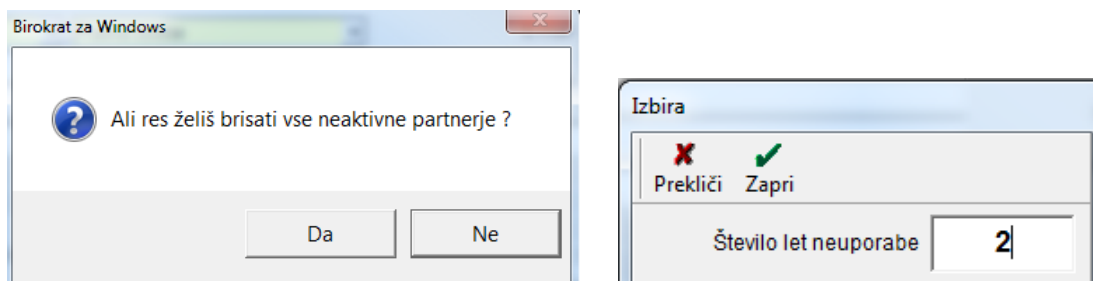 Birokrat za Windows
Ali res želiš brisati vse neaktivne partnerje ?
Da Ne
Izbira
Prekliči Zapri
Število let neuporabe 2